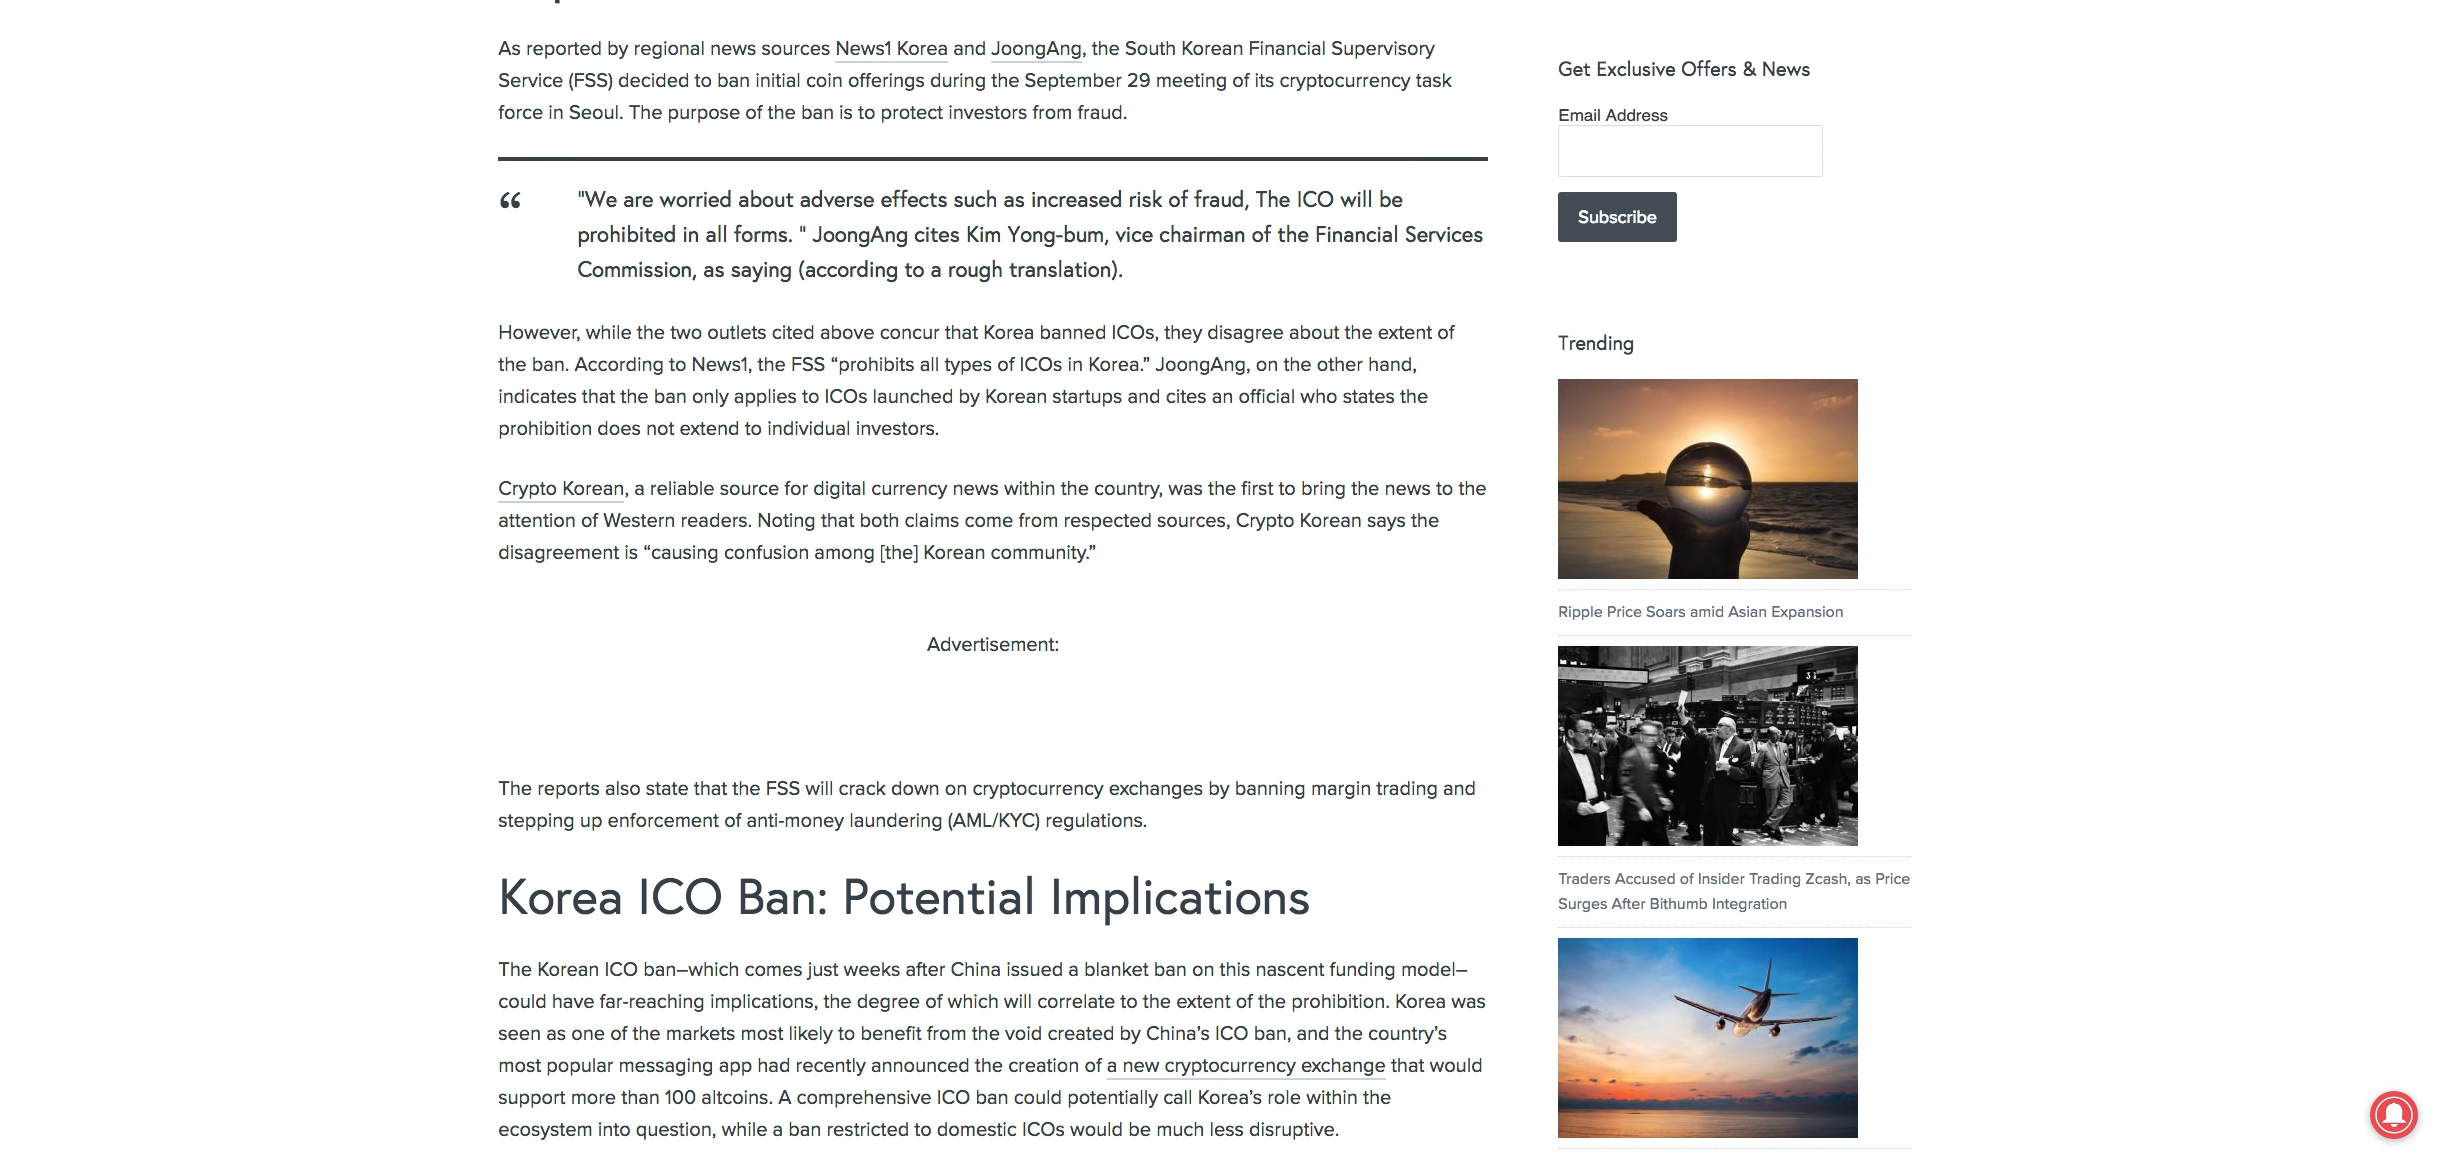 As reported by regional news sources News1 Korea and JoongAng, the South Korean Financial Supervisory
Service (FSS) decided to ban initial coin offerings during the September 29 meeting of its cryptocurrency task
force in Seoul. The purpose of the ban is to protect investors from fraud.
“
"We are worried about adverse effects such as increased risk of fraud, The ICO will be
prohibited in all forms. " JoongAng cites Kim Yong-bum, vice chairman of the Financial Services
Commission, as saying (according to a rough translation).
However, while the two outlets cited above concur that Korea banned ICOs, they disagree about the extent of
the ban. According to News1, the FSS “prohibits all types of ICOs in Korea.” JoongAng, on the other hand,
indicates that the ban only applies to ICOs launched by Korean startups and cites an official who states the
prohibition does not extend to individual investors.
Crypto Korean, a reliable source for digital currency news within the country, was the first to bring the news to the
attention of Western readers. Noting that both claims come from respected sources, Crypto Korean says the
disagreement is “causing confusion among [the] Korean community.”
Advertisement:
The reports also state that the FSS will crack down on cryptocurrency exchanges by banning margin trading and
stepping up enforcement of anti-money laundering (AML/KYC) regulations.
Korea ICO Ban: Potential Implications
The Korean ICO ban–which comes just weeks after China issued a blanket ban on this nascent funding model–
could have far-reaching implications, the degree of which will correlate to the extent of the prohibition. Korea was
seen as one of the markets most likely to benefit from the void created by China’s ICO ban, and the country’s
most popular messaging app had recently announced the creation of a new cryptocurrency exchange that would
support more than 100 altcoins. A comprehensive ICO ban could potentially call Korea’s role within the
ecosystem into question, while a ban restricted to domestic ICOs would be much less disruptive.
Get Exclusive Offers & News
Email Address
Subscribe
Trending
Ripple Price Soars amid Asian Expansion
Traders Accused of Insider Trading Zcash, as Price
Surges After Bithumb Integration